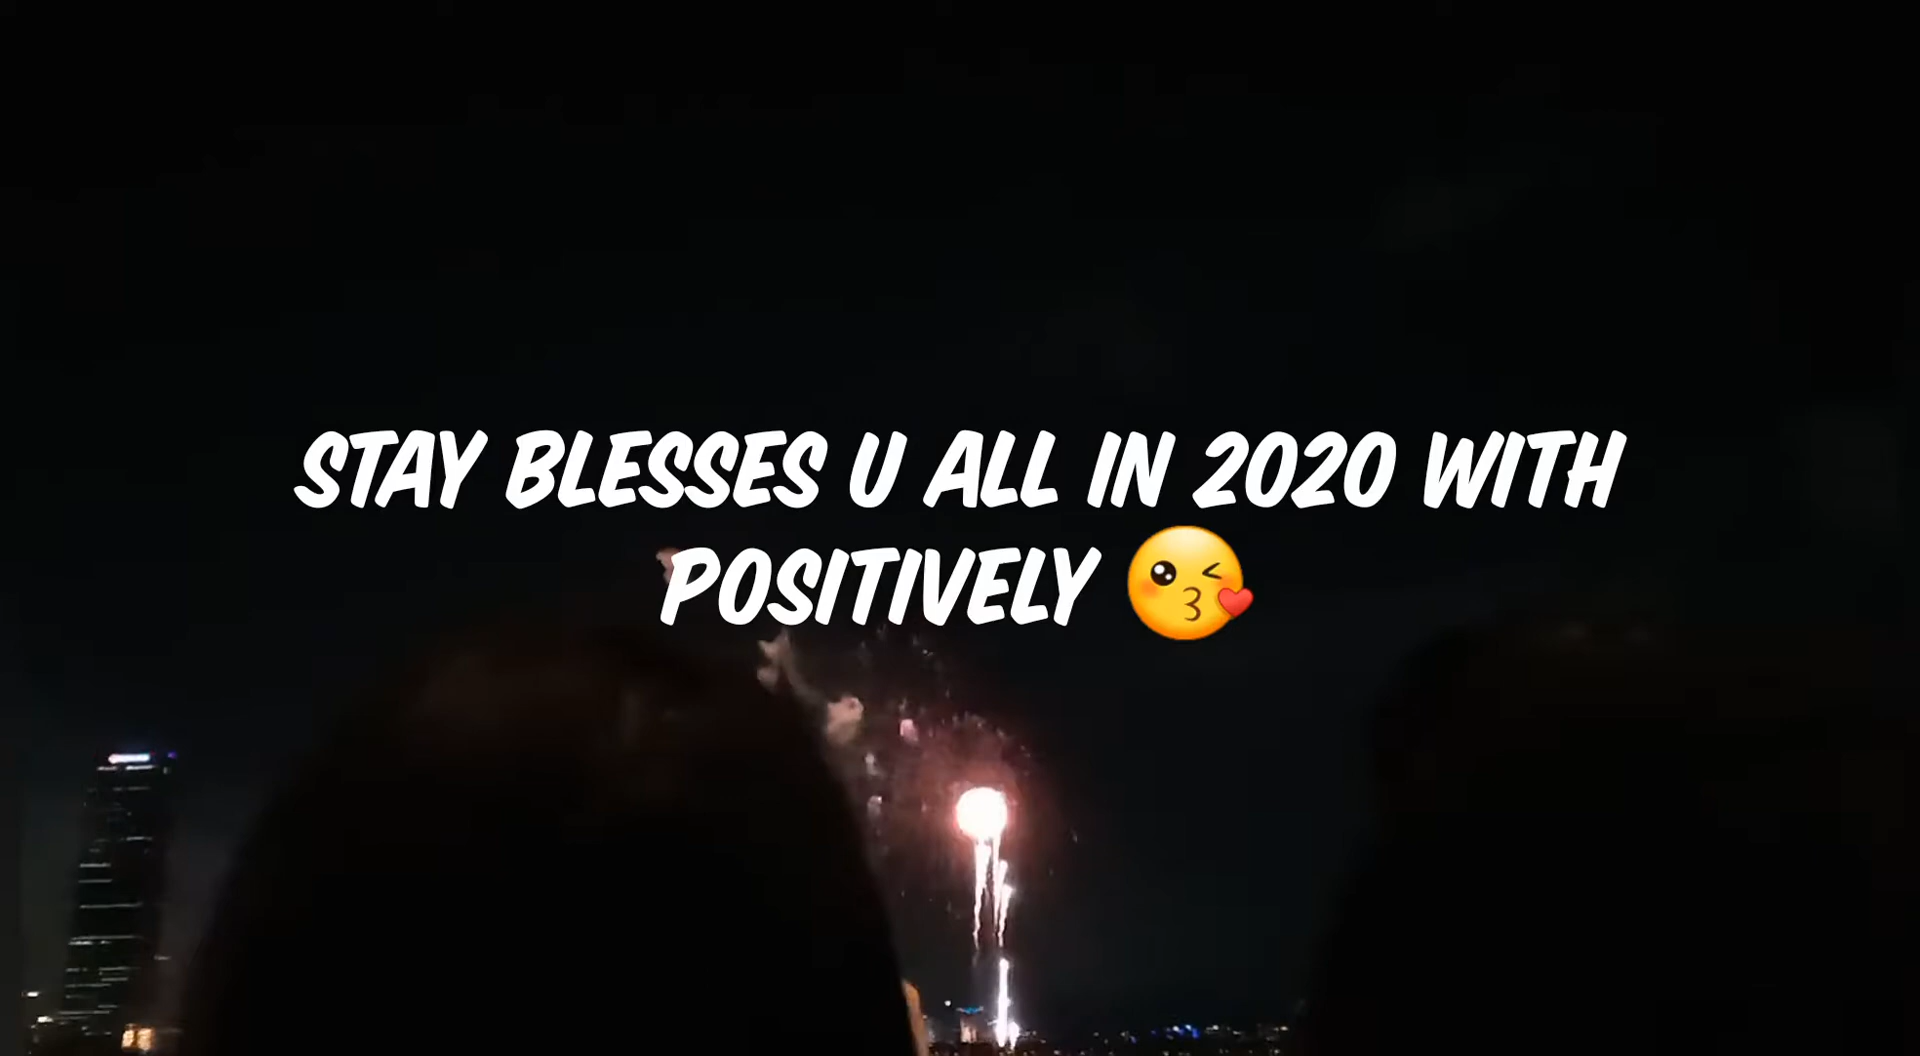 STAY BLESSES U ALL IN 2020 WITH
POSITIVELY 😘